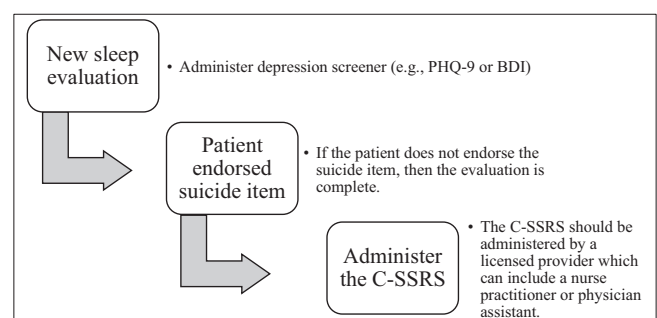 New sleep
evaluation
• Administer depression screener (e.g., PHQ-9 or BDI)
Patient
endorsed
suicide item
• If the patient does not endorse the
suicide item, then the evaluation is
complete.
Administer
the C-SSRS
• The C-SSRS should be
administered by a
licensed provider which
can include a nurse
practitioner or physician
assistant.